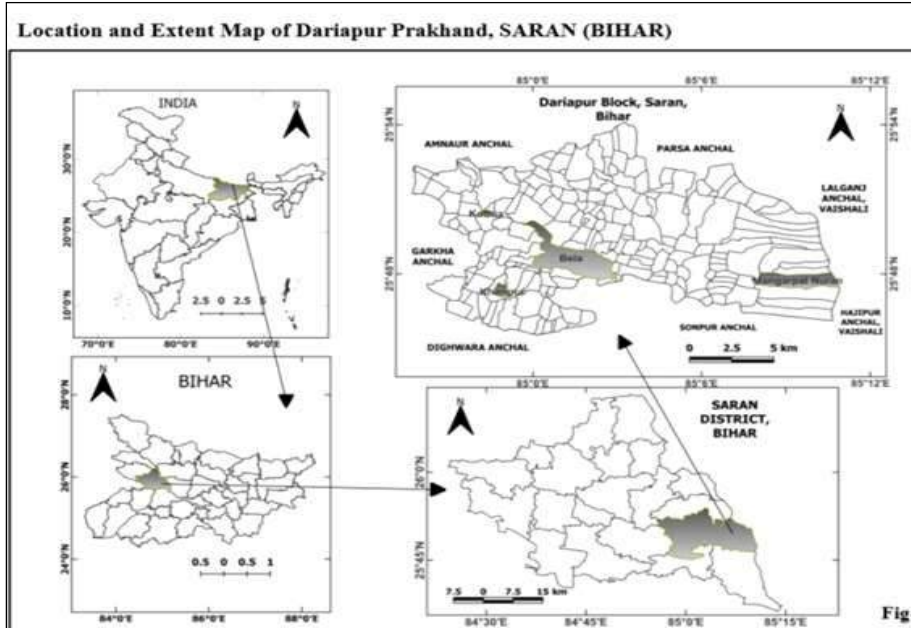 Location and Extent Map of Dariapur Prakhand, SARAN (BIHAR)
INDIA
N
30°0'N
20°0'N
10°0'N
2.5 0 2.5 5
70°0'E 80°0'E 90°0'E
85°0'E 85°6'E 85°12'E
Dariapur Block, Saran,
Bihar
N
25°54'N
25°48'N
AMNAUR ANCHAL
PARSA ANCHAL
LALGANJ
ANCHAL,
VAISHALI
GARKHA
ANCHAL
Bela
HAJIPUR
ANCHAL,
VAISHALI
SONPUR ANCHAL
DIGHWARA ANCHAL
0 2.5 5 km
85°0'E 85°6'E 85°12'E
BIHAR
N
28°0'N
26°0'N
24°0'N
0.5 0 0.5 1
84°0'E 86°0'E 88°0'E
SARAN
DISTRICT,
BIHAR
N
26°0'N
25°45'N
7.5 0 7.5 15 km
84°30'E 84°45'E 85°0'E 85°15'E
Fig